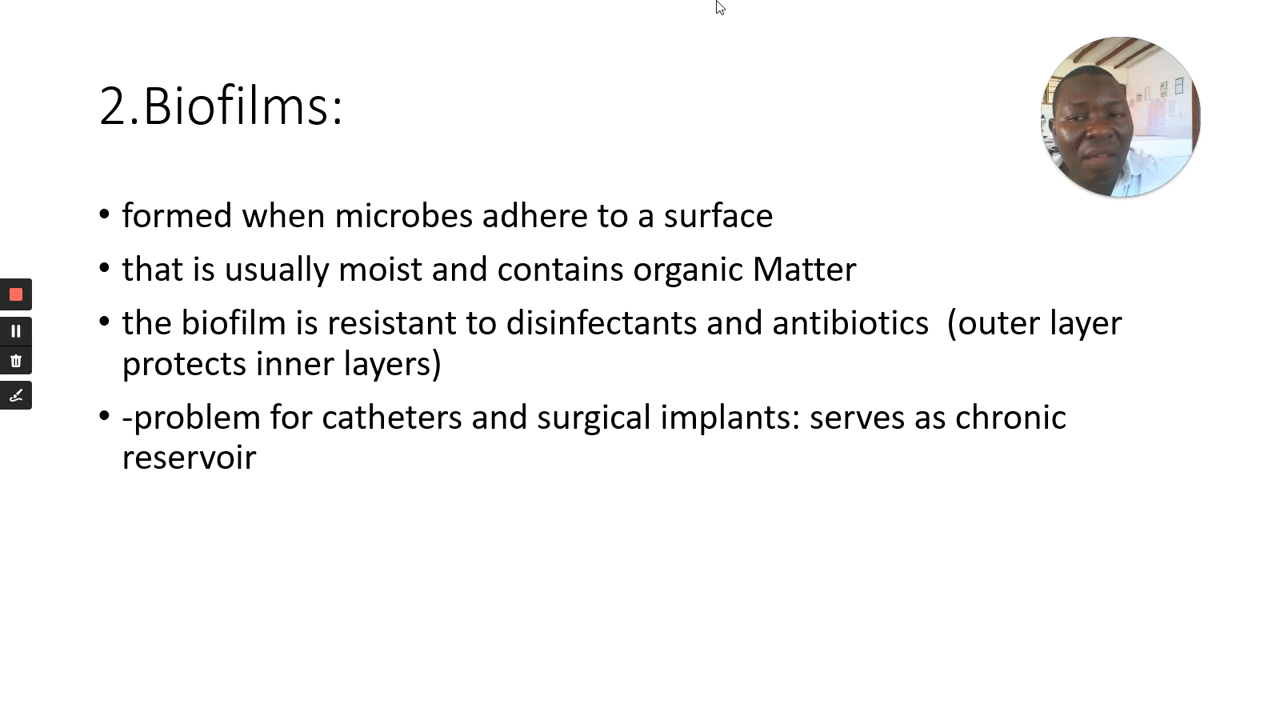 2.Biofilms:
• formed when microbes adhere to a surface
• that is usually moist and contains organic Matter
• the biofilm is resistant to disinfectants and antibiotics  (outer layer
protects inner layers)
• -problem for catheters and surgical implants: serves as chronic
reservoir